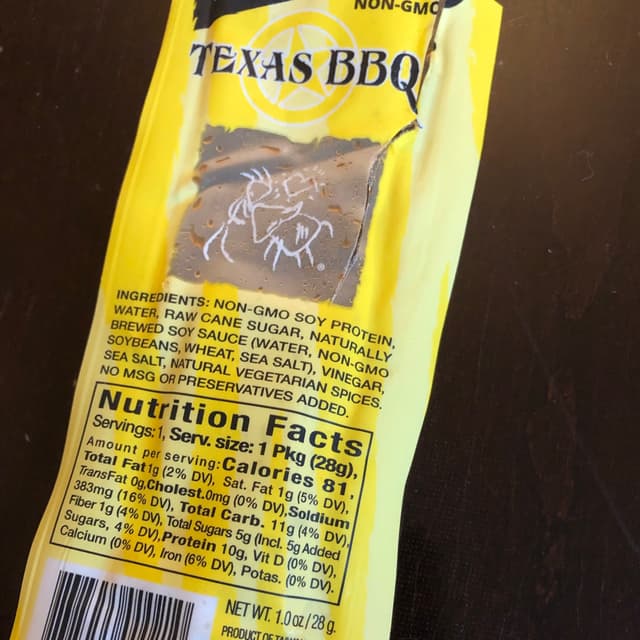 NON-GMO
TEXAS BBQ
®
INGREDIENTS: NON-GMO SOY PROTEIN,
WATER, RAW CANE SUGAR, NATURALLY
BREWED SOY SAUCE (WATER, NON-GMO
SOYBEANS, WHEAT, SEA SALT), VINEGAR,
SEA SALT, NATURAL VEGETARIAN SPICES.
NO MSG OR PRESERVATIVES ADDED.
Nutrition Facts
Servings:1, Serv. size: 1 Pkg (28g),
Amount per serving: Calories 81,
Total Fat 1g (2% DV), Sat. Fat 1g (5% DV),
TransFat 0g, Cholest. 0mg (0% DV), Soldium
383mg (16% DV), Total Carb. 11g (4% DV),
Fiber 1g (4% DV), Total Sugars 5g (Incl. 5g Added
Sugars, 4% DV), Protein 10g, Vit D (0% DV),
Calcium (0% DV), Iron (6% DV), Potas. (0% DV).
NET WT. 1.0 oz/28 g.
PRODUCT OF